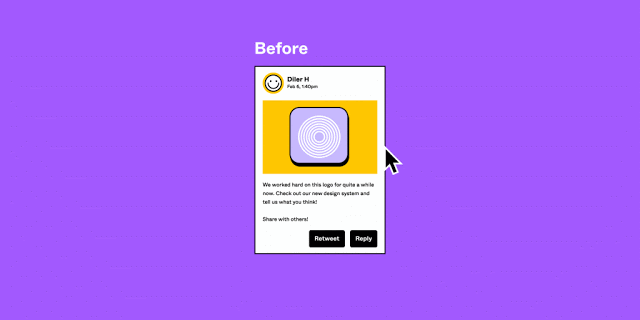 Before
Diler H
Feb 6, 1:40pm
We worked hard on this logo for quita a while
now. Check out our new design system and
tell us what you think!
Share with others!
Retweet
Reply